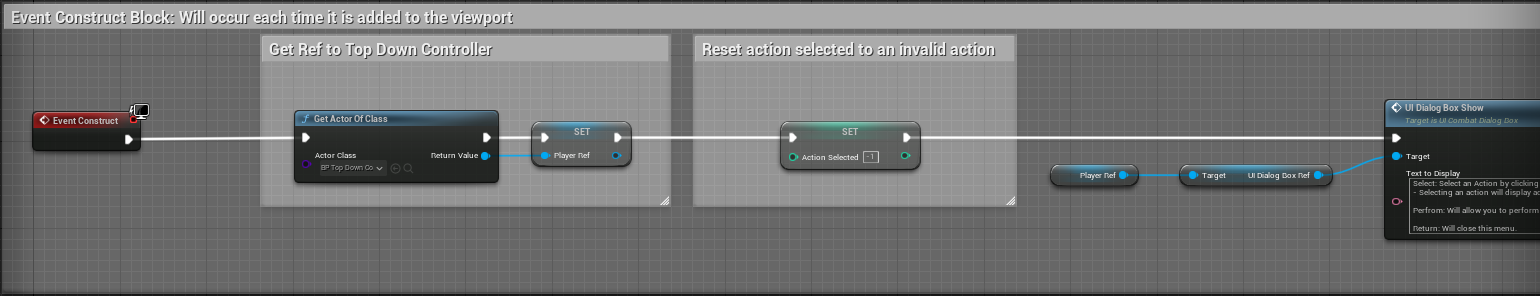 Event Construct Block: Will occur each time it is added to the viewport
Get Ref to Top Down Controller
Reset action selected to an invalid action
Event Construct
Get Actor Of Class
Actor Class
BP Top Down Co
Return Value
SET
Player Ref
SET
Action Selected -1
Player Ref
Target UI Dialog Box Ref
UI Dialog Box Show
Target is UI Combat Dialog Box
Target
Text to Display
Select: Select an Action by clicking
- Selecting an action will display
Perfrom: Will allow you to perform
Return: Will close this menu.